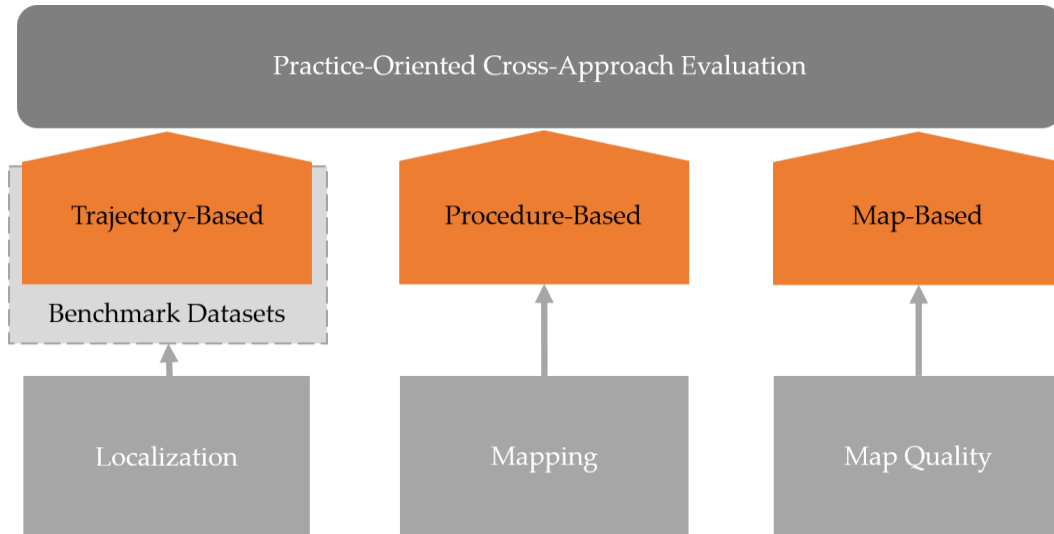 Practice-Oriented Cross-Approach Evaluation
Trajectory-Based
Procedure-Based
Map-Based
Benchmark Datasets
Localization
Mapping
Map Quality